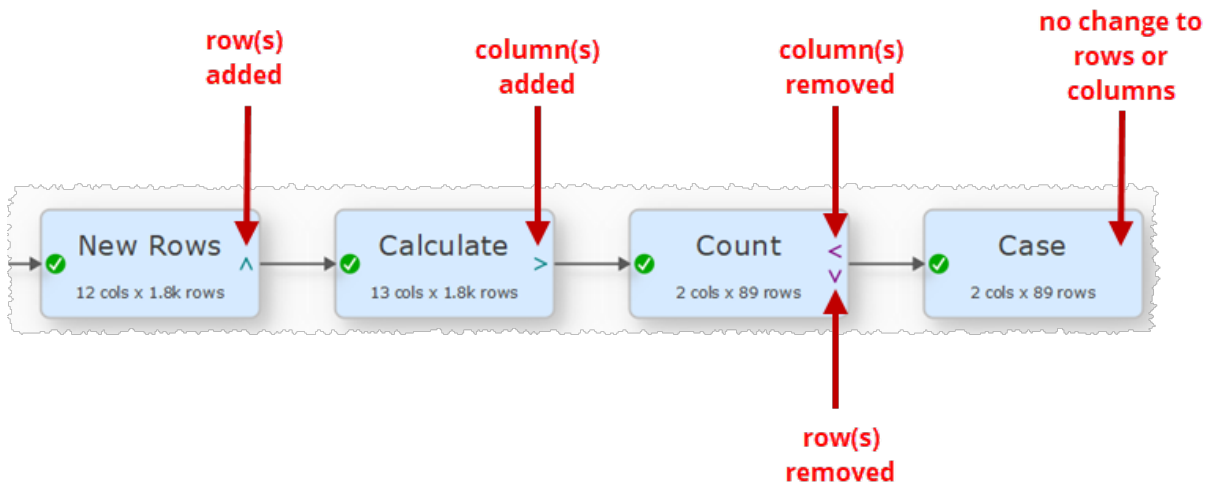 row(s)
added
column(s)
added
column(s)
removed
no change to
rows or
columns
New Rows
^
12 cols x 1.8k rows
Calculate
>
13 cols x 1.8k rows
Count
<
v
2 cols x 89 rows
Case
2 cols x 89 rows
row(s)
removed